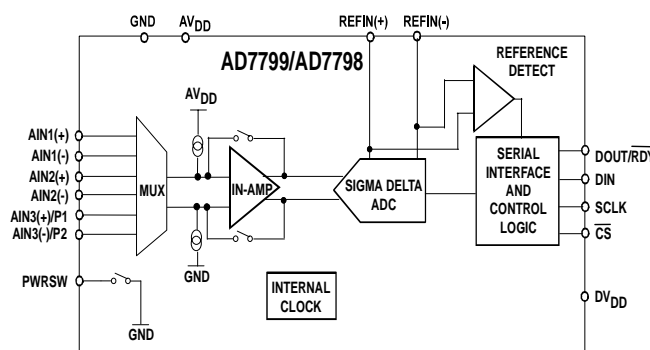 GND AVDD REFIN(+) REFIN(-)
AD7799/AD7798
REFERENCE
DETECT
AVDD
AIN1(+)
AIN1(-)
AIN2(+)
AIN2(-)
AIN3(+)/P1
AIN3(-)/P2
MUX
IN-AMP
SIGMA DELTA
ADC
SERIAL
INTERFACE
AND
CONTROL
LOGIC
DOUT/RDY
DIN
SCLK
CS
GND
PWRSW
GND
INTERNAL
CLOCK
DVDD